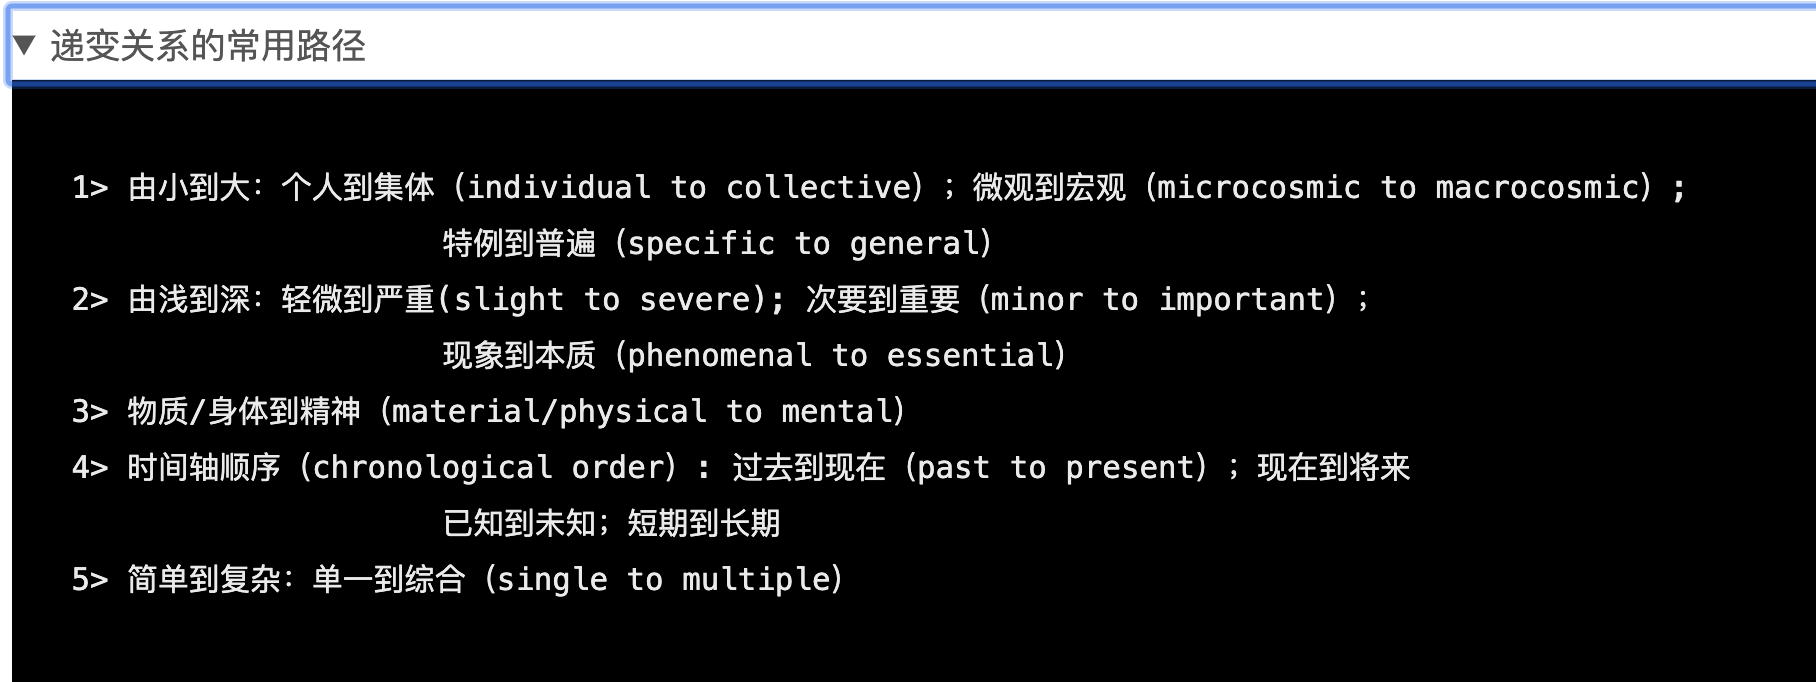 ▼ 递变关系的常用路径
1> 由小到大：个人到集体（individual to collective）；微观到宏观（microcosmic to macrocosmic）;
特例到普遍（specific to general）
2> 由浅到深：轻微到严重(slight to severe); 次要到重要（minor to important）；
现象到本质（phenomenal to essential）
3> 物质/身体到精神（material/physical to mental）
4> 时间轴顺序（chronological order）: 过去到现在（past to present）；现在到将来
已知到未知；短期到长期
5> 简单到复杂：单一到综合（single to multiple）